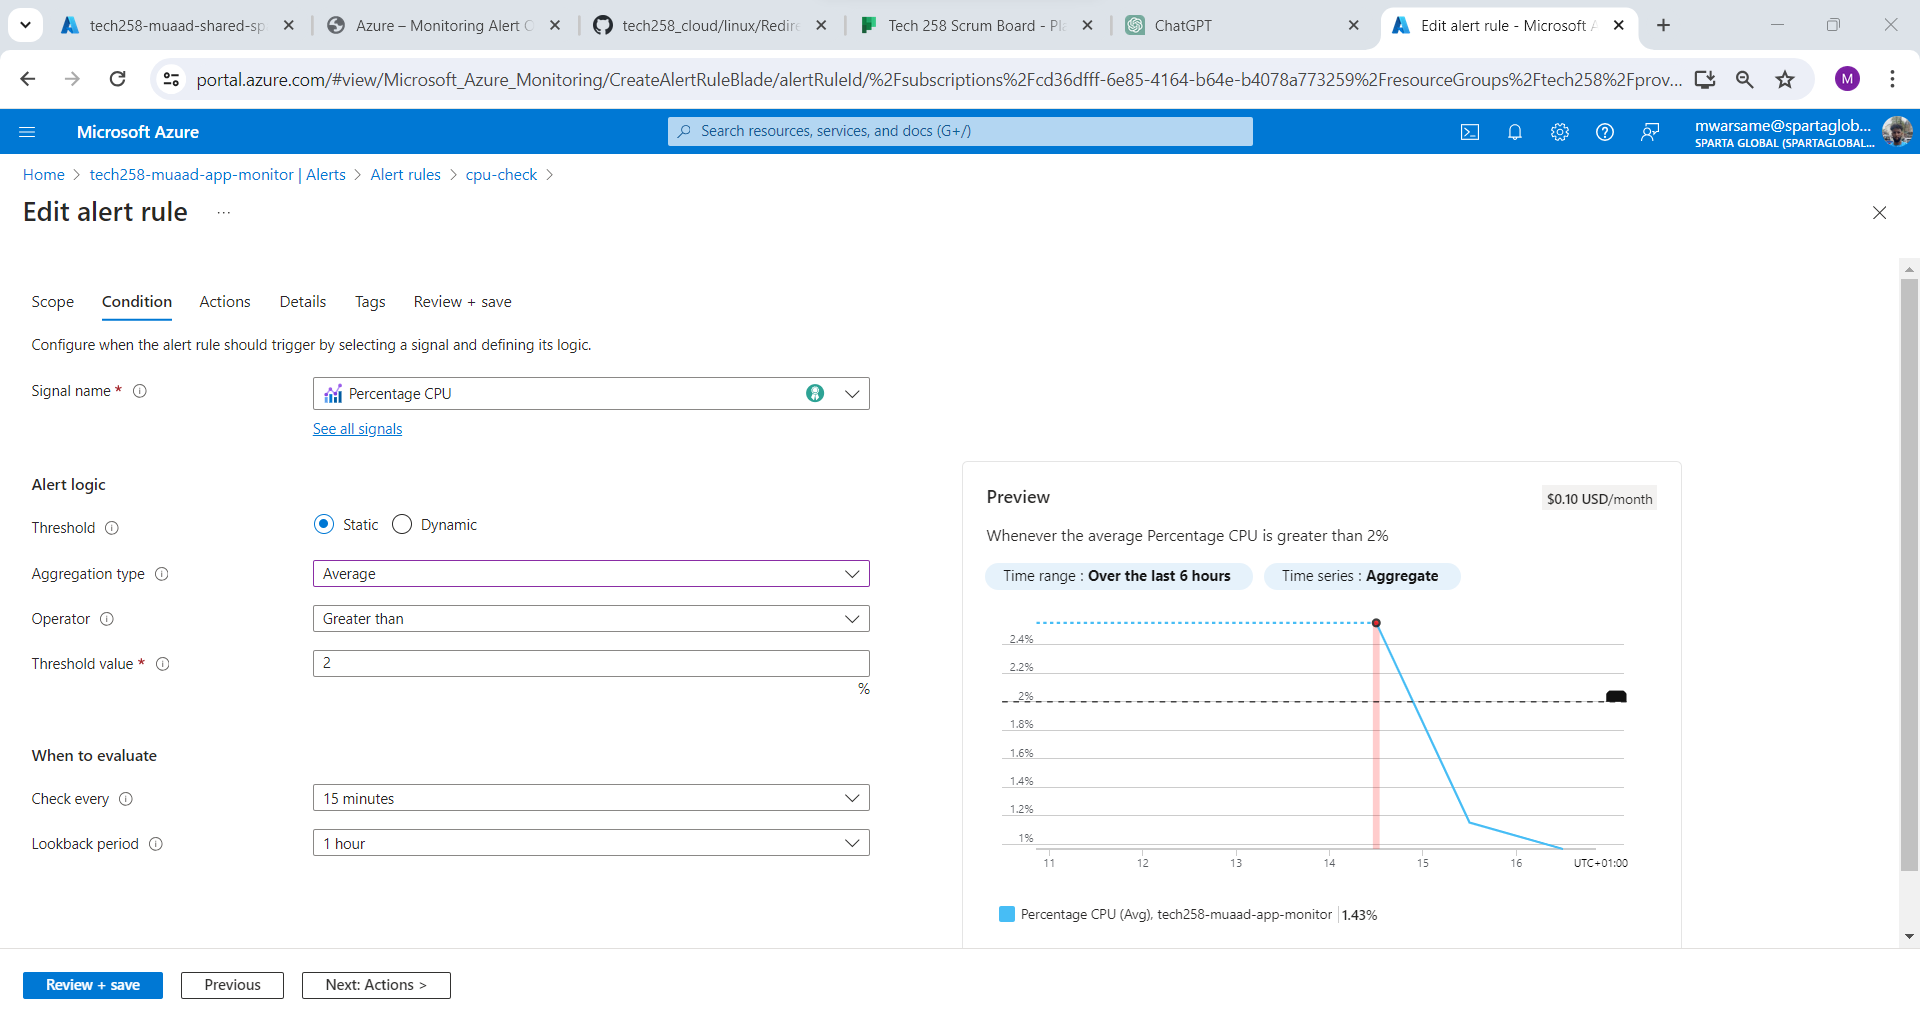 tech258-muaad-shared-sp
Azure – Monitoring Alert O
tech258_cloud/linux/Redire
Tech 258 Scrum Board - Pla
ChatGPT
Edit alert rule - Microsoft A
portal.azure.com/#view/Microsoft_Azure_Monitoring/CreateAlertRuleBlade/alertRuleId/%2Fsubscriptions%2Fcd36dfff-6e85-4164-b64e-b4078a773259%2FresourceGroups%2Ftech258%2Fprov...
M
Microsoft Azure
Search resources, services, and docs (G+/)
mwarsame@spartaglob...
SPARTA GLOBAL (SPARTAGLOBAL...
Home > tech258-muaad-app-monitor | Alerts > Alert rules > cpu-check >
Edit alert rule ...
Scope Condition Actions Details Tags Review + save
Configure when the alert rule should trigger by selecting a signal and defining its logic.
Signal name *
Percentage CPU
See all signals
Alert logic
Threshold
Static
Dynamic
Aggregation type
Average
Operator
Greater than
Threshold value *
2
%
When to evaluate
Check every
15 minutes
Lookback period
1 hour
Preview
$0.10 USD/month
Whenever the average Percentage CPU is greater than 2%
Time range : Over the last 6 hours
Time series : Aggregate
2.4%
2.2%
2%
1.8%
1.6%
1.4%
1.2%
1%
11 12 13 14 15 16 UTC+01:00
Percentage CPU (Avg), tech258-muaad-app-monitor | 1.43%
Review + save
Previous
Next: Actions >